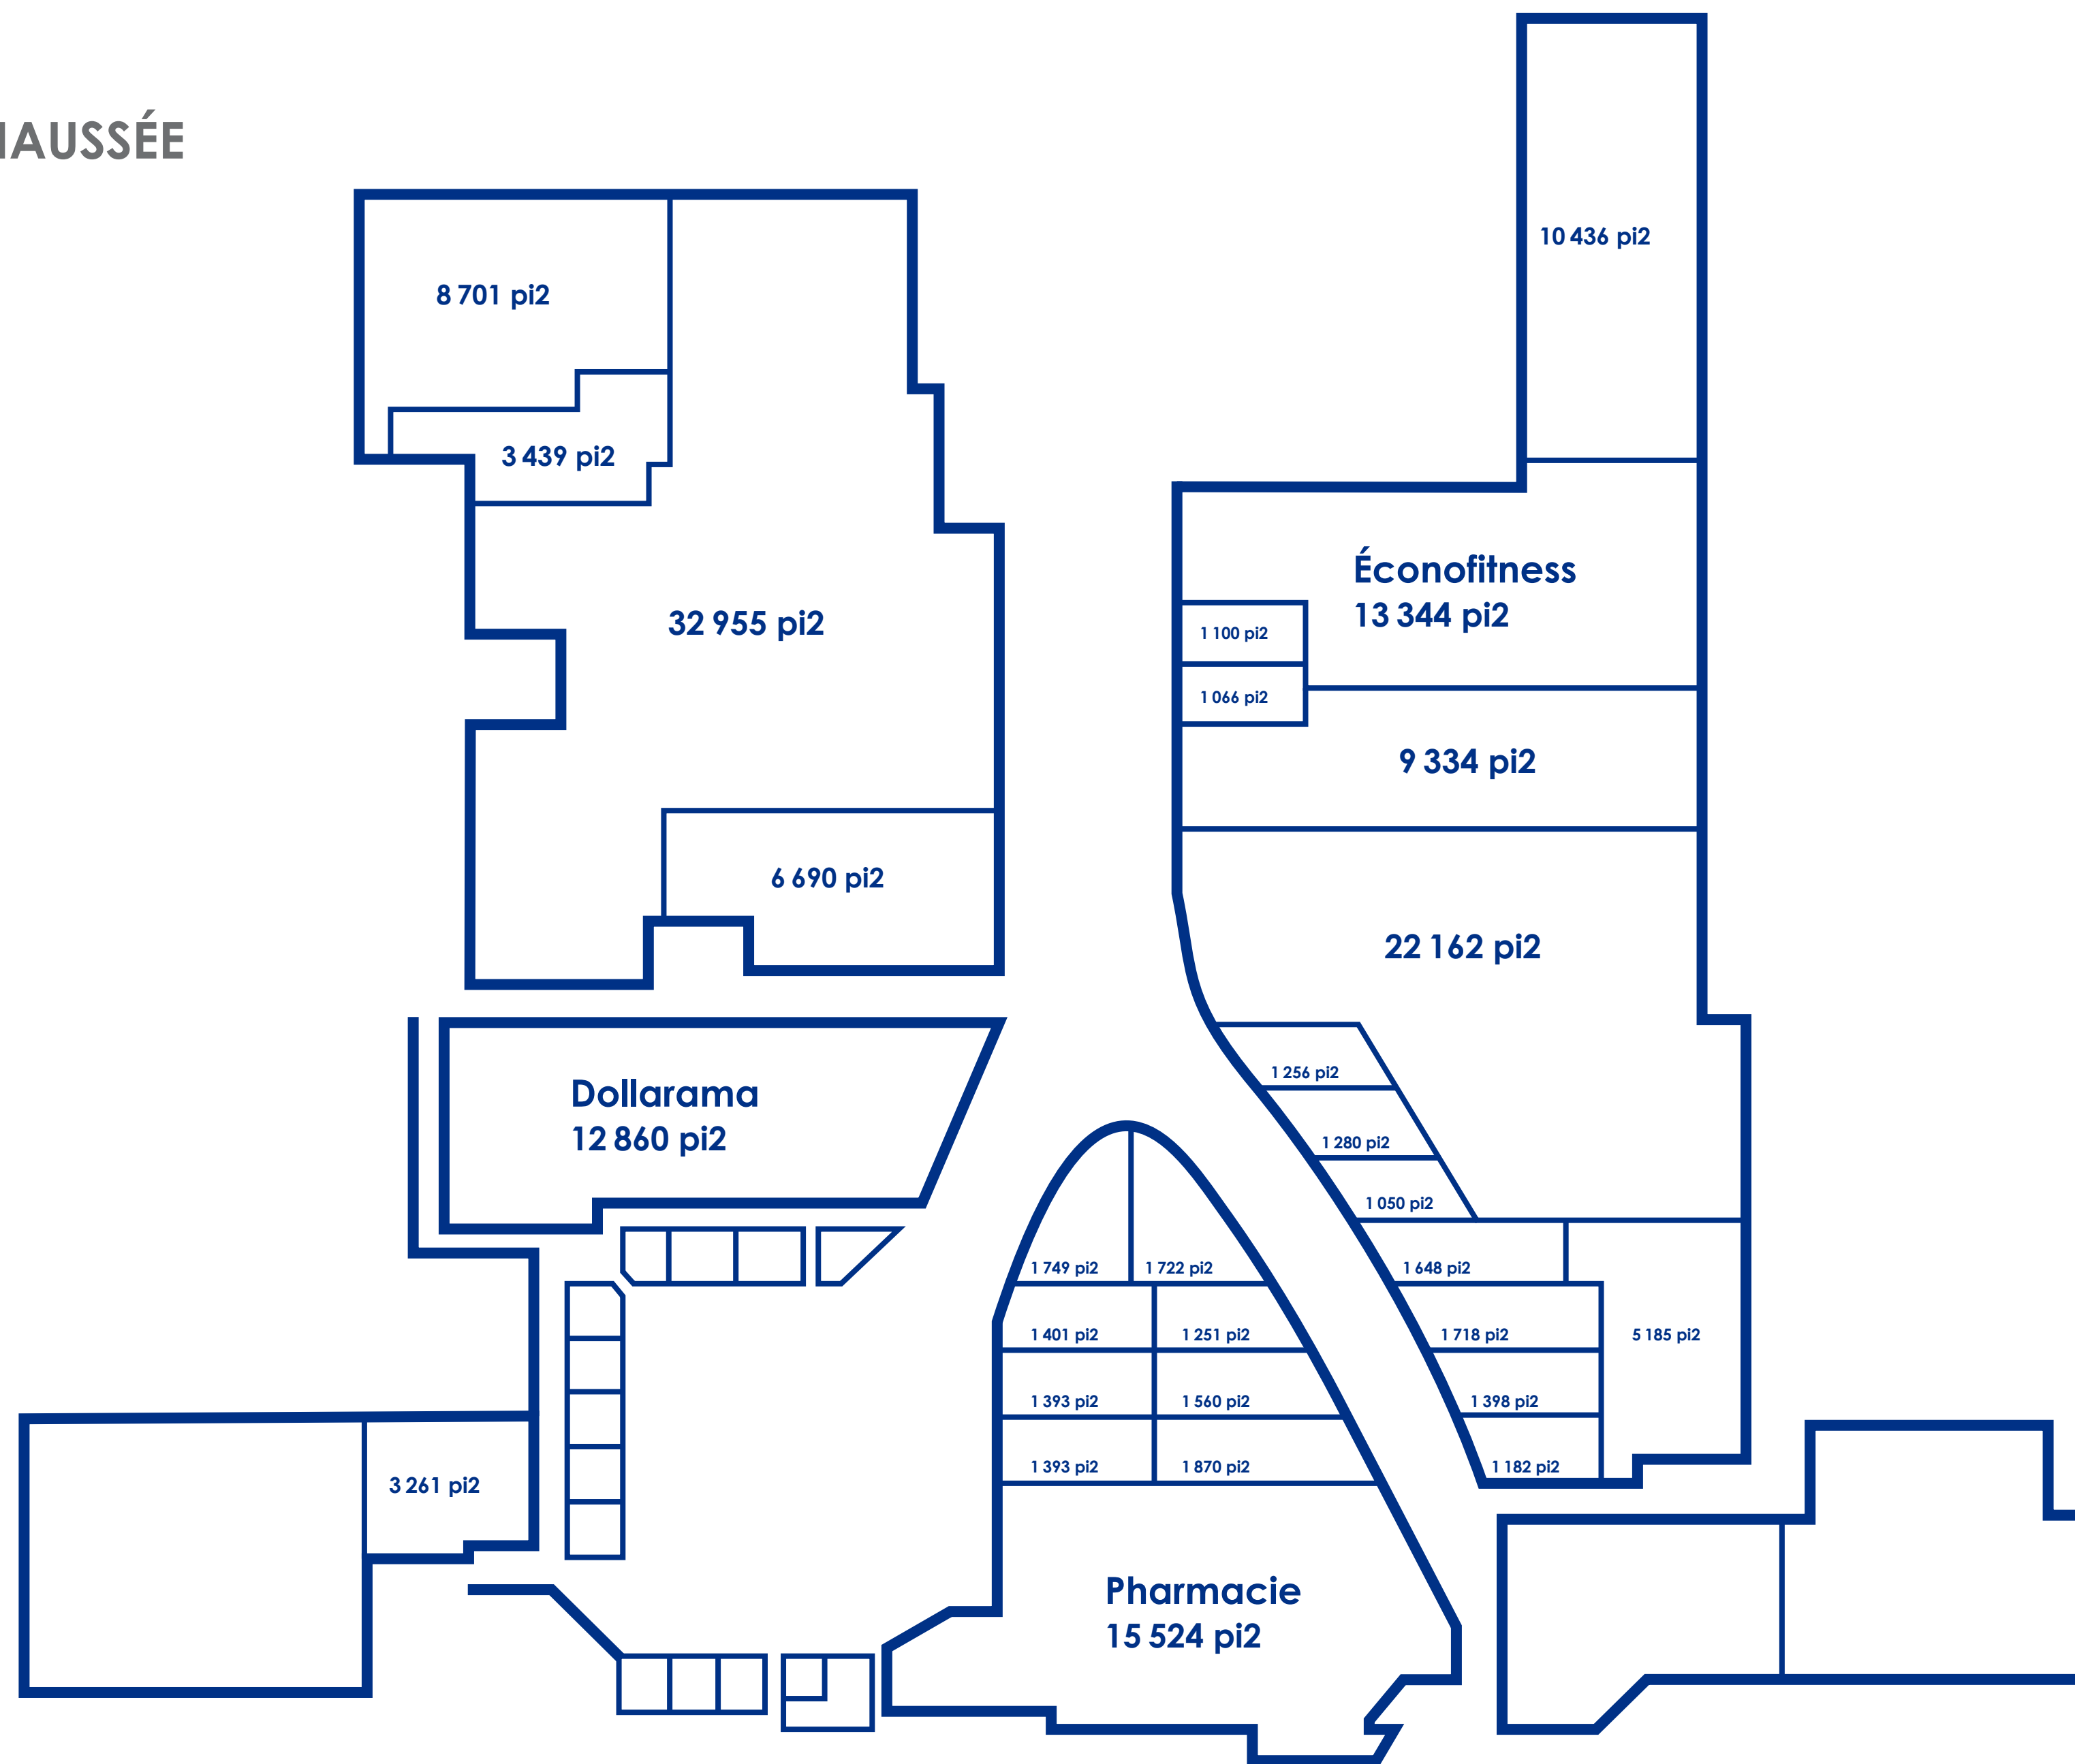 HAUSSÉE
10 436 pi2
8 701 pi2
3 439 pi2
32 955 pi2
Éconofitness
13 344 pi2
1 100 pi2
1 066 pi2
9 334 pi2
6 690 pi2
22 162 pi2
Dollarama
12 860 pi2
1 256 pi2
1 280 pi2
1 050 pi2
1 749 pi2
1 722 pi2
1 648 pi2
1 401 pi2
1 251 pi2
1 718 pi2
5 185 pi2
1 393 pi2
1 560 pi2
1 398 pi2
1 393 pi2
1 870 pi2
1 182 pi2
3 261 pi2
Pharmacie
15 524 pi2